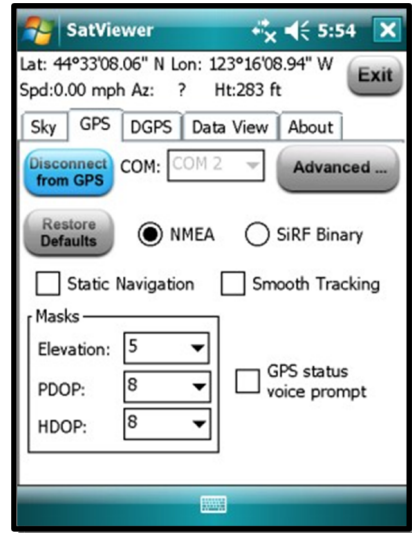 SatViewer 5:54
Lat: 44°33'08.06" N Lon: 123°16'08.94" W
Spd:0.00 mph Az: ? Ht:283 ft
Exit
Sky GPS DGPS Data View About
Disconnect from GPS
COM: COM 2
Advanced ...
Restore Defaults
NMEA SiRF Binary
Static Navigation Smooth Tracking
Masks
Elevation: 5
PDOP: 8
HDOP: 8
GPS status
voice prompt